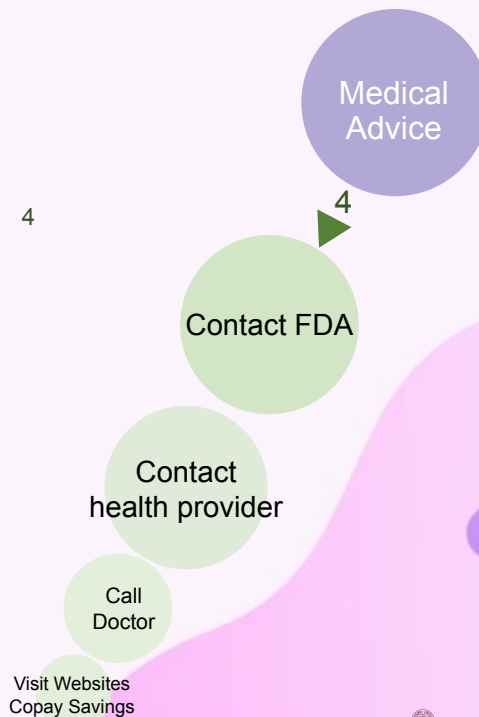 Medical
Advice
4
4
Contact FDA
Contact
health provider
Call
Doctor
Visit Websites
Copay Savings